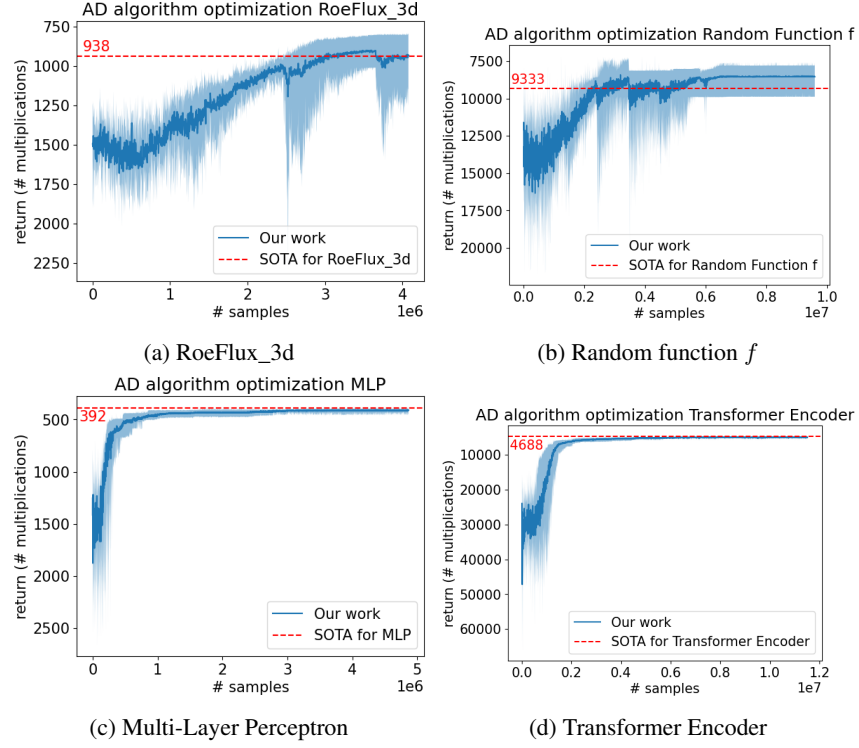 AD algorithm optimization RoeFlux_3d
750
938
1000
1250
1500
1750
2000
2250
return (# multiplications)
Our work
SOTA for RoeFlux_3d
0
1
2
3
4
# samples
1e6
(a) RoeFlux_3d
AD algorithm optimization Random Function f
7500
9333
10000
12500
15000
17500
20000
return (# multiplications)
Our work
SOTA for Random Function f
0.0
0.2
0.4
0.6
0.8
1.0
# samples
1e7
(b) Random function f
AD algorithm optimization MLP
392
500
1000
1500
2000
2500
return (# multiplications)
Our work
SOTA for MLP
0
1
2
3
4
5
# samples
1e6
(c) Multi-Layer Perceptron
AD algorithm optimization Transformer Encoder
4688
10000
20000
30000
40000
50000
60000
return (# multiplications)
Our work
SOTA for Transformer Encoder
0.0
0.2
0.4
0.6
0.8
1.0
1.2
# samples
1e7
(d) Transformer Encoder